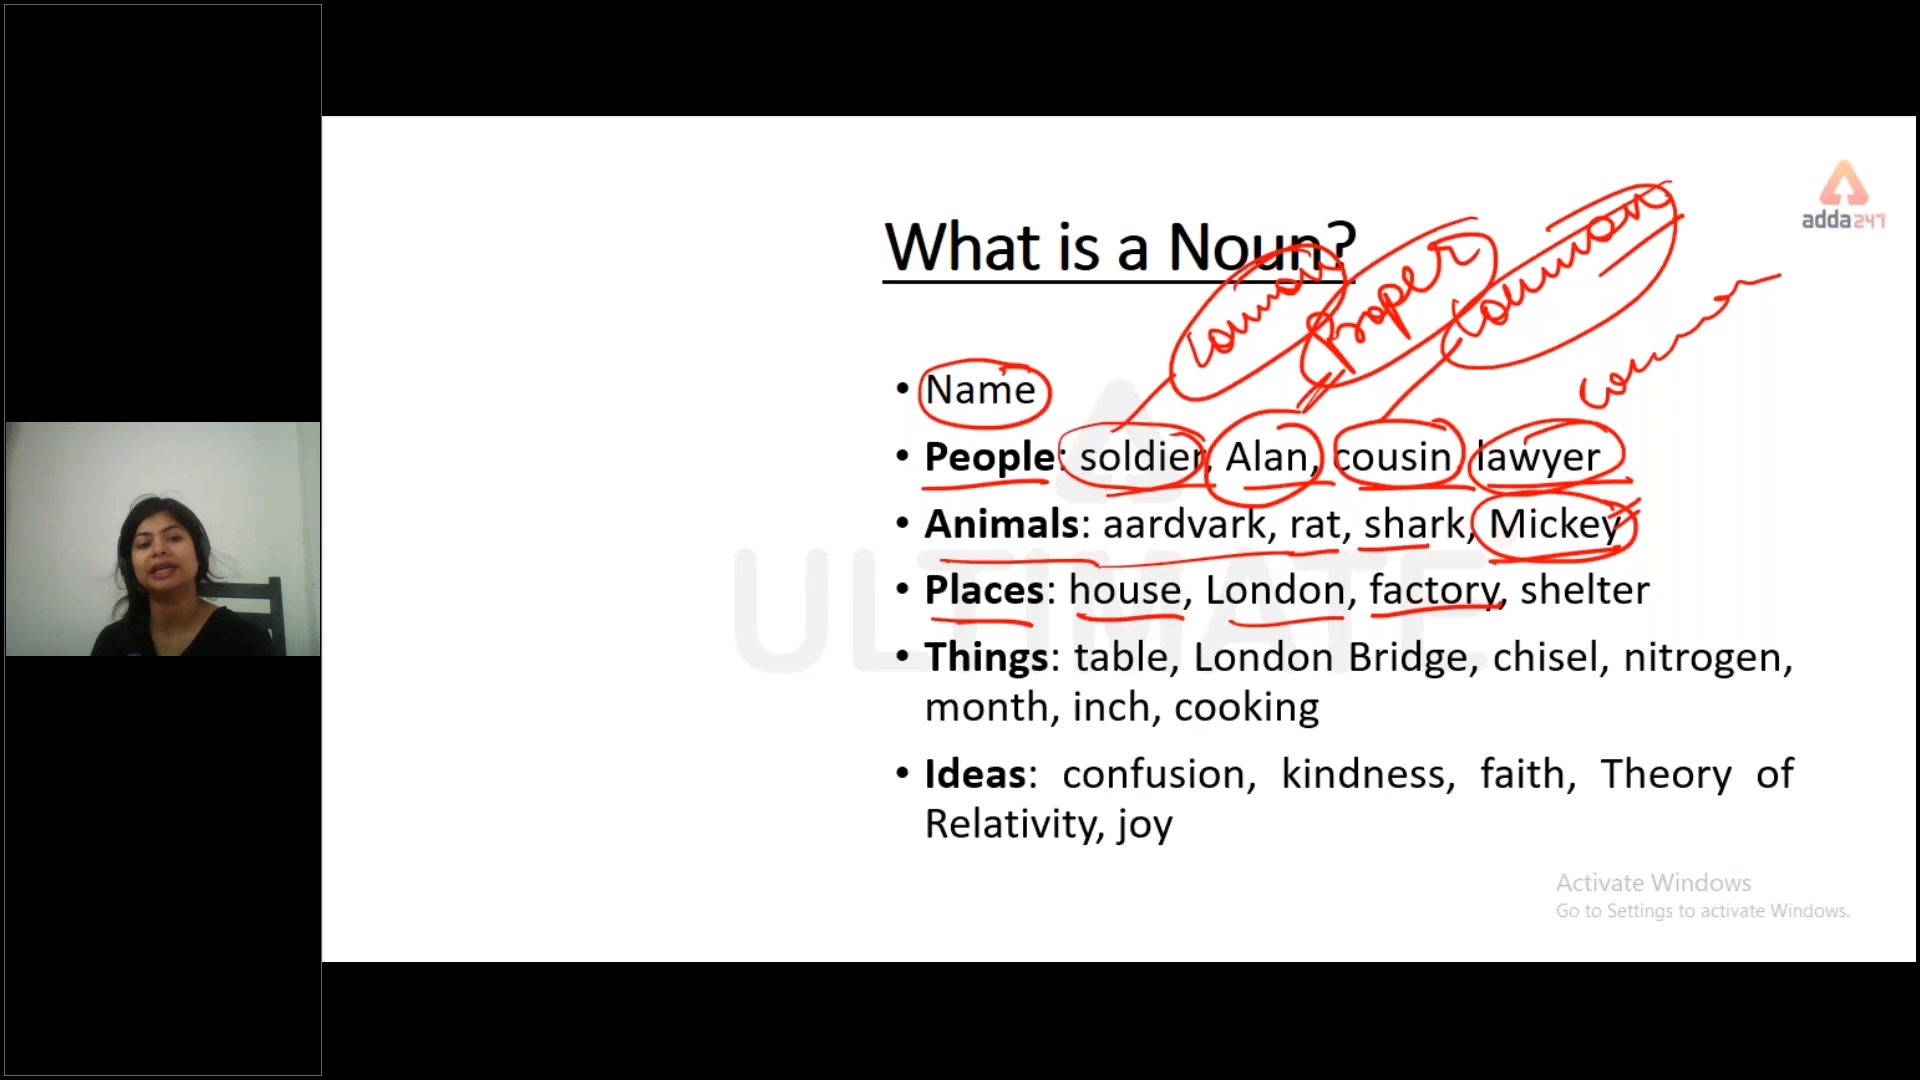 What is a Noun?
adda247
common
proper
common
• Name
• People: soldier, Alan, cousin lawyer
• Animals: aardvark, rat, shark, Mickey
• Places: house, London, factory, shelter
• Things: table, London Bridge, chisel, nitrogen,
month, inch, cooking
• Ideas: confusion, kindness, faith, Theory of
Relativity, joy
ULTIMATE
Activate Windows
Go to Settings to activate Windows.